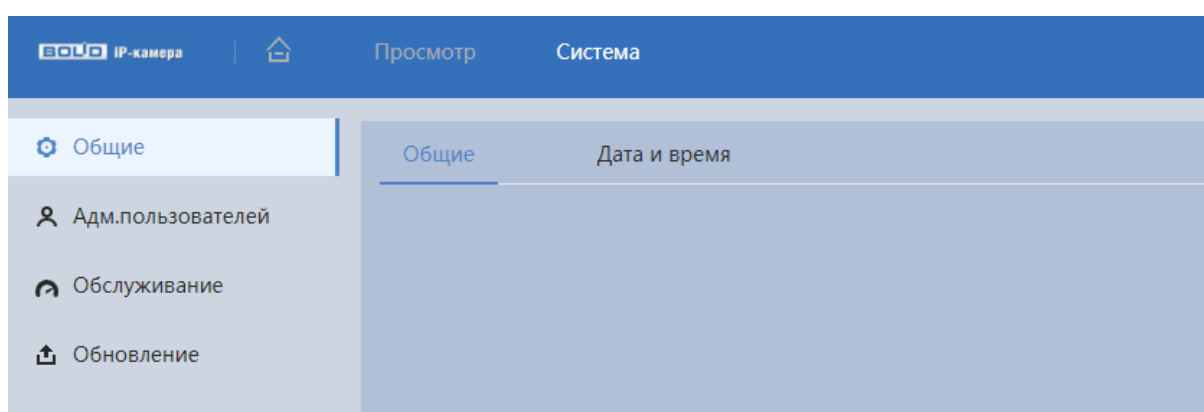 BOLID IP-камера Просмотр Система
Общие
Общие Дата и время
Адм.пользователей
Обслуживание
Обновление